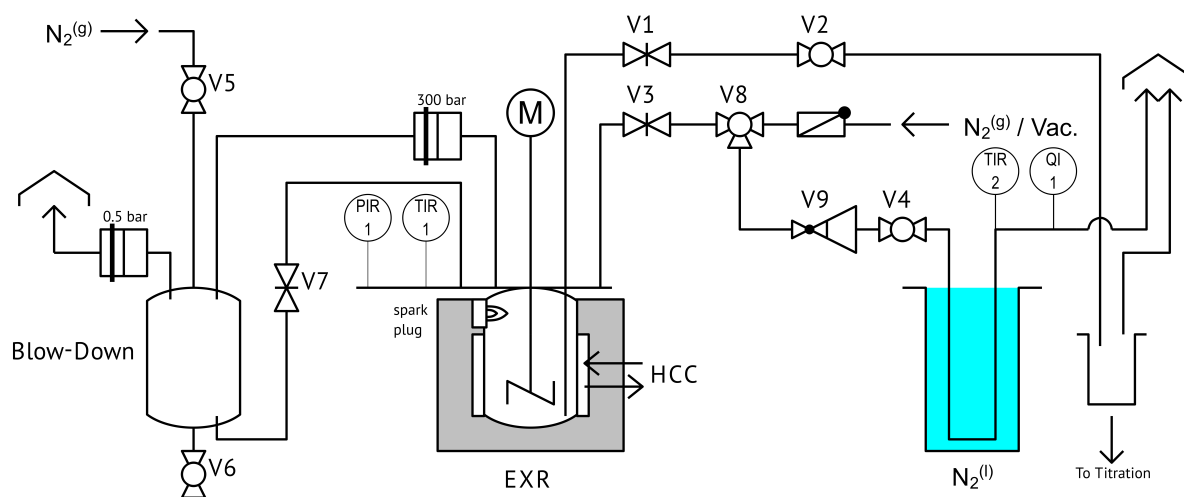 V1
V2
N₂⁽ᵍ⁾
V5
300 bar
M
V3
V8
N₂⁽ᵍ⁾ / Vac.
TIR
2
QI
1
0.5 bar
PIR
1
TIR
1
V9
V4
V7
spark
plug
Blow-Down
HCC
V6
EXR
N₂⁽ˡ⁾
To Titration